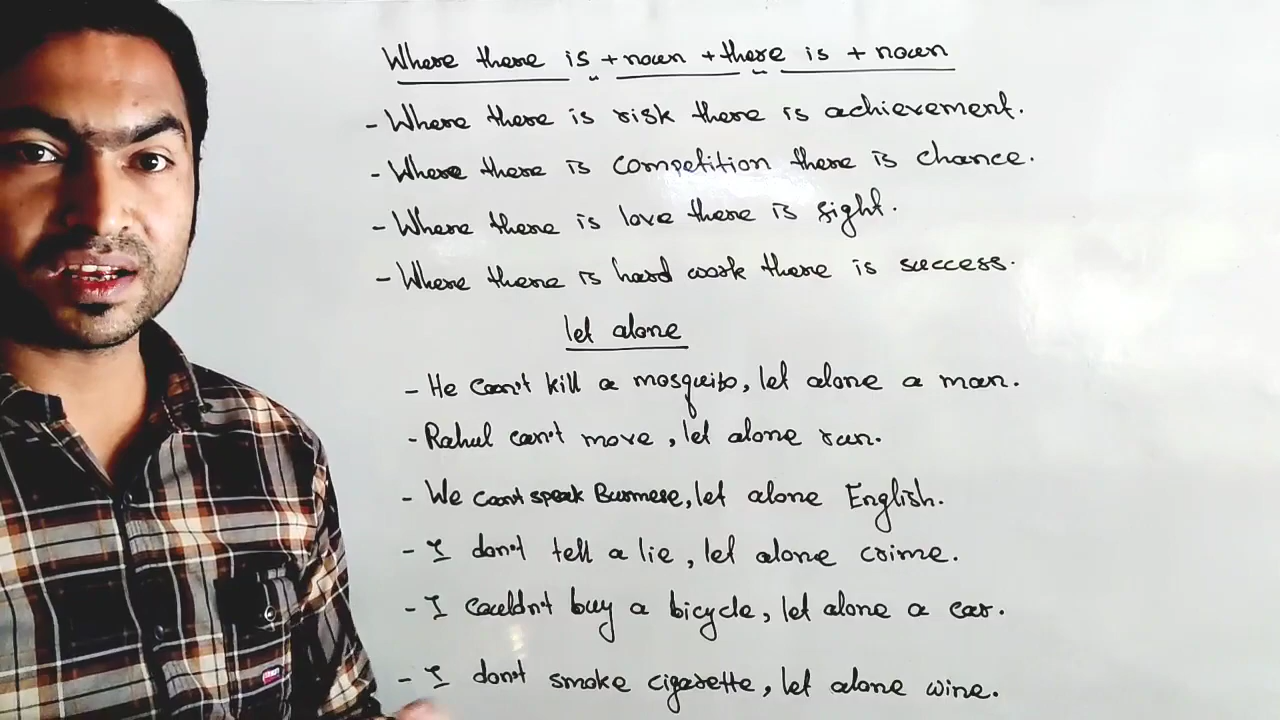 Where there is + noun + there is + noun
- Where there is risk there is achievement.
- Where there is competition there is chance.
- Where there is love there is fight.
- Where there is hard work there is success.
let alone
- He can't kill a mosquito, let alone a man.
- Rahul can't move, let alone run.
- We can't speak Burmese, let alone English.
- I don't tell a lie, let alone crime.
- I couldn't buy a bicycle, let alone a car.
- I don't smoke cigarette, let alone wine.